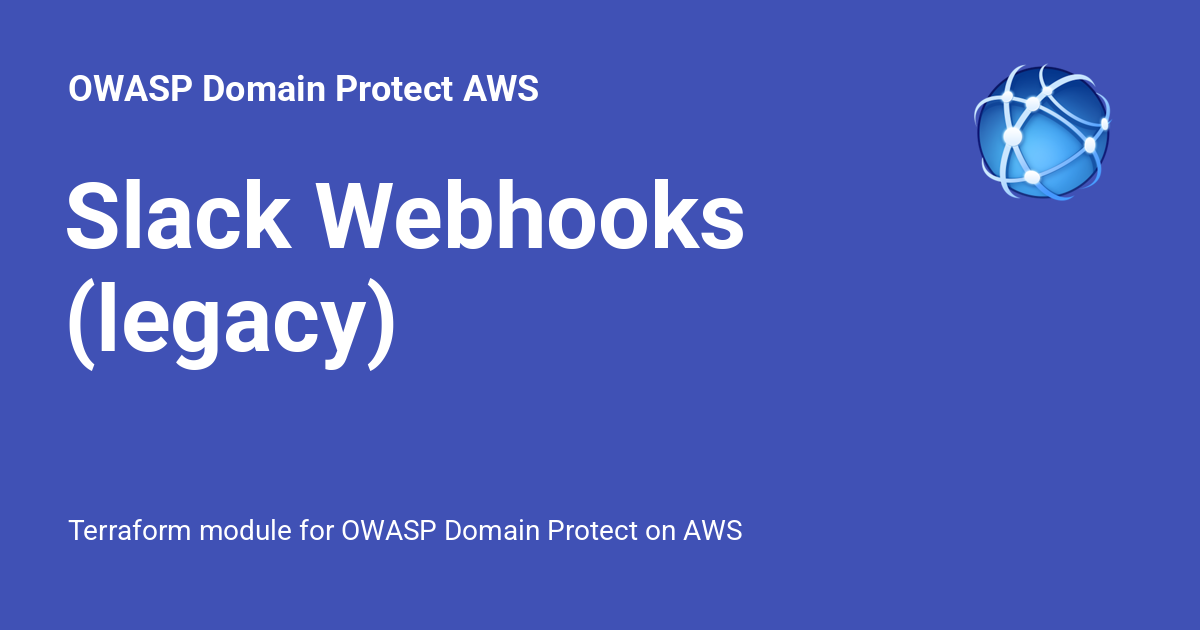 OWASP Domain Protect AWS
Slack Webhooks
(legacy)
Terraform module for OWASP Domain Protect on AWS